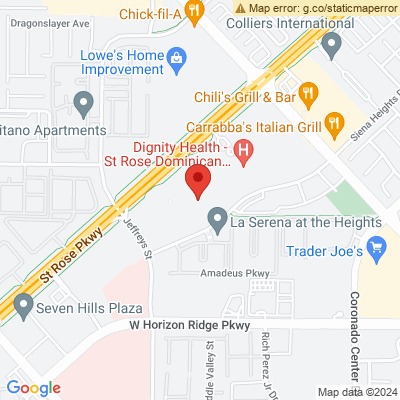 Dragonslayer Ave
Chick-fil-A
Map error: g.co/staticmaperror
Colliers International
Lowe's Home
Improvement
Chili's Grill & Bar
itano Apartments
Carrabba's Italian Grill
Siena Heights
Dignity Health -
St Rose Dominican...
La Serena at the Heights
Jeffreys St
St Rose Pkwy
Trader Joe's
Amadeus Pkwy
Seven Hills Plaza
W Horizon Ridge Pkwy
Valley St
Rich Perez Jr Dr
Coronado Center
Google
Map data ©2024